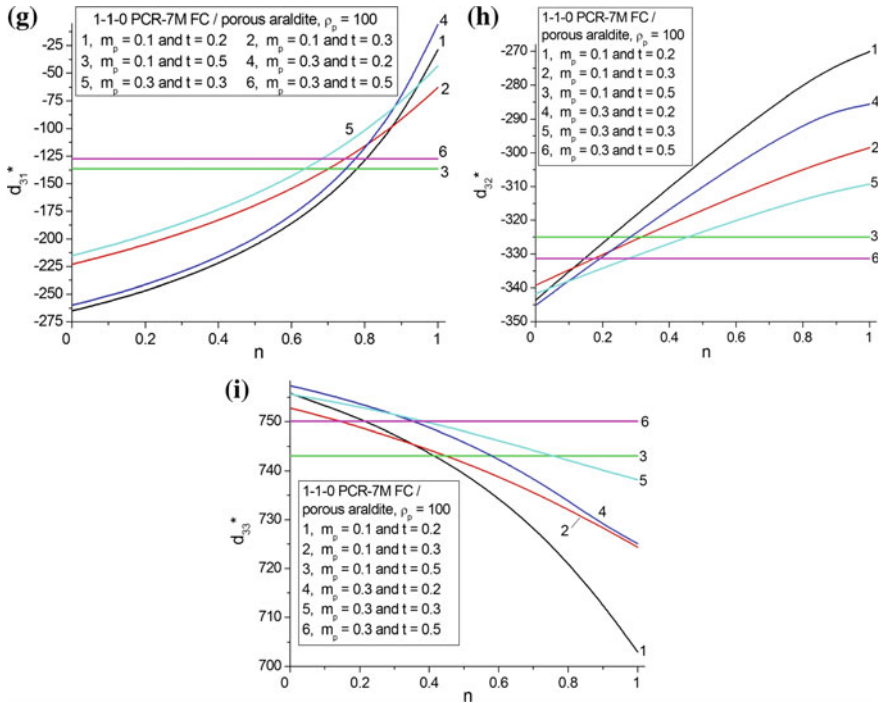 (g)
1-1-0 PCR-7M FC / porous araldite, ρp = 100
1, mp = 0.1 and t = 0.2 2, mp = 0.1 and t = 0.3
3, mp = 0.1 and t = 0.5 4, mp = 0.3 and t = 0.2
5, mp = 0.3 and t = 0.3 6, mp = 0.3 and t = 0.5
-25
-50
-75
-100
-125
-150
-175
-200
-225
-250
-275
d31*
0 0.2 0.4 0.6 0.8 1
n
4
1
2
5
6
3
(h)
1-1-0 PCR-7M FC /
porous araldite, ρp = 100
1, mp = 0.1 and t = 0.2
2, mp = 0.1 and t = 0.3
3, mp = 0.1 and t = 0.5
4, mp = 0.3 and t = 0.2
5, mp = 0.3 and t = 0.3
6, mp = 0.3 and t = 0.5
-270
-280
-290
-300
-310
-320
-330
-340
-350
d32*
0 0.2 0.4 0.6 0.8 1
n
1
4
2
5
3
6
(i)
750
740
730
720
710
700
d33*
1-1-0 PCR-7M FC /
porous araldite, ρp = 100
1, mp = 0.1 and t = 0.2
2, mp = 0.1 and t = 0.3
3, mp = 0.1 and t = 0.5
4, mp = 0.3 and t = 0.2
5, mp = 0.3 and t = 0.3
6, mp = 0.3 and t = 0.5
0 0.2 0.4 0.6 0.8 1
n
6
3
5
4
2
1